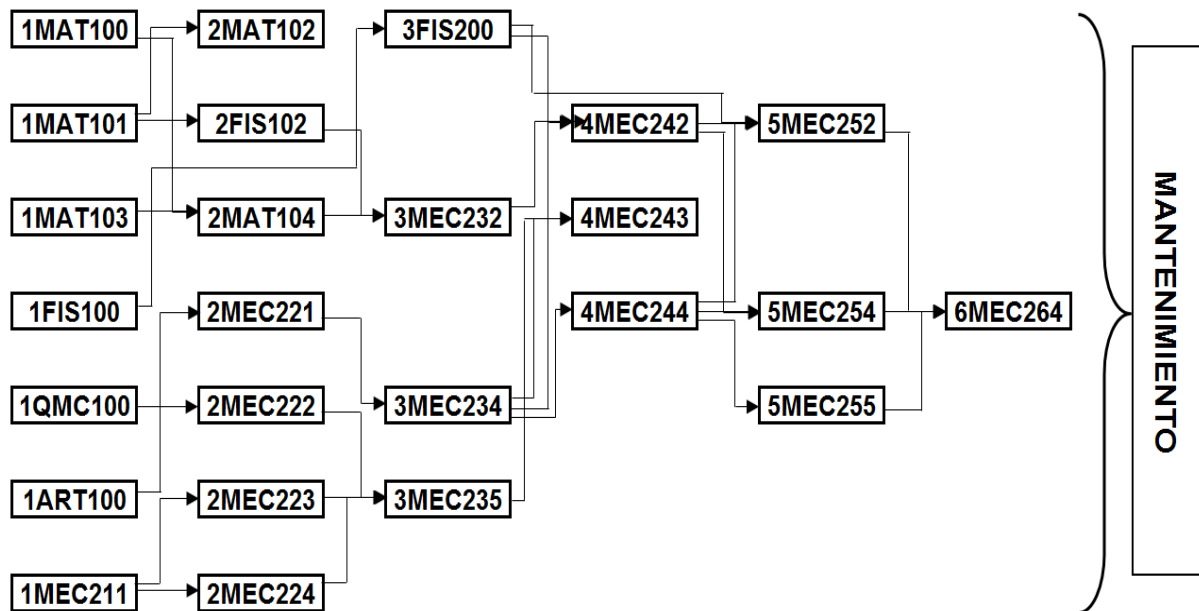 1MAT100
2MAT102
3FIS200
1MAT101
2FIS102
4MEC242
5MEC252
1MAT103
2MAT104
3MEC232
4MEC243
1FIS100
2MEC221
4MEC244
5MEC254
6MEC264
1QMC100
2MEC222
3MEC234
5MEC255
1ART100
2MEC223
3MEC235
1MEC211
2MEC224
MANTENIMIENTO